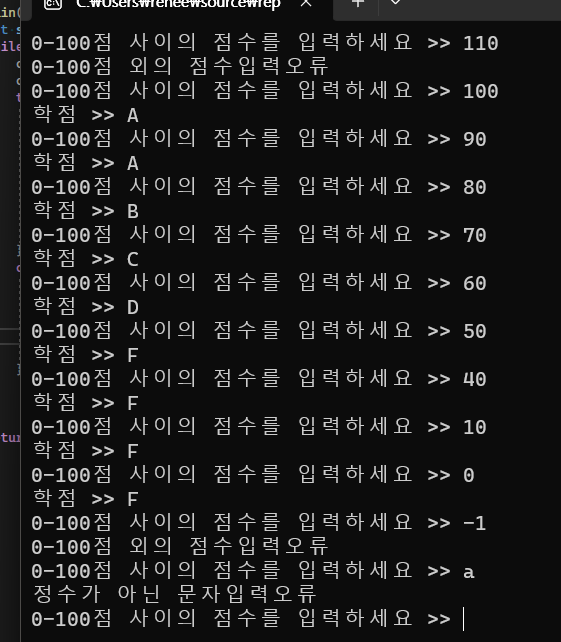 C:\Users\renee\source\rep
0-100점 사이의 점수를 입력하세요 >> 110
0-100점 외의 점수입력오류
0-100점 사이의 점수를 입력하세요 >> 100
학점 >> A
0-100점 사이의 점수를 입력하세요 >> 90
학점 >> A
0-100점 사이의 점수를 입력하세요 >> 80
학점 >> B
0-100점 사이의 점수를 입력하세요 >> 70
학점 >> C
0-100점 사이의 점수를 입력하세요 >> 60
학점 >> D
0-100점 사이의 점수를 입력하세요 >> 50
학점 >> F
0-100점 사이의 점수를 입력하세요 >> 40
학점 >> F
0-100점 사이의 점수를 입력하세요 >> 10
학점 >> F
0-100점 사이의 점수를 입력하세요 >> 0
학점 >> F
0-100점 사이의 점수를 입력하세요 >> -1
0-100점 외의 점수입력오류
0-100점 사이의 점수를 입력하세요 >> a
정수가 아닌 문자입력오류
0-100점 사이의 점수를 입력하세요 >>